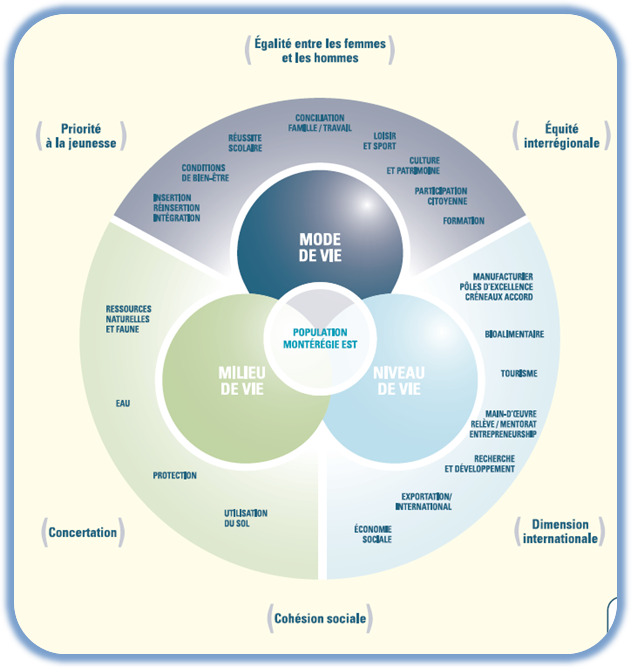 Égalité entre les femmes
et les hommes
Priorité
à la jeunesse
Équité
interrégionale
CONCILIATION
FAMILLE / TRAVAIL
RÉUSSITE
SCOLAIRE
LOISIR
ET SPORT
CONDITIONS
DE BIEN-ÊTRE
CULTURE
ET PATRIMOINE
INSERTION
RÉINSERTION
INTÉGRATION
PARTICIPATION
CITOYENNE
FORMATION
MODE
DE VIE
MANUFACTURIER
PÔLES D'EXCELLENCE
CRÉNEAUX ACCORD
RESSOURCES
NATURELLES
ET FAUNE
POPULATION
MONTÉRÉGIE EST
BIOALIMENTAIRE
MILIEU
DE VIE
NIVEAU
DE VIE
TOURISME
EAU
MAIN-D'ŒUVRE
RELÈVE / MENTORAT
ENTREPRENEURSHIP
RECHERCHE
ET DÉVELOPPEMENT
PROTECTION
EXPORTATION/
INTERNATIONAL
UTILISATION
DU SOL
ÉCONOMIE
SOCIALE
(Concertation)
Dimension
internationale
(Cohésion sociale)